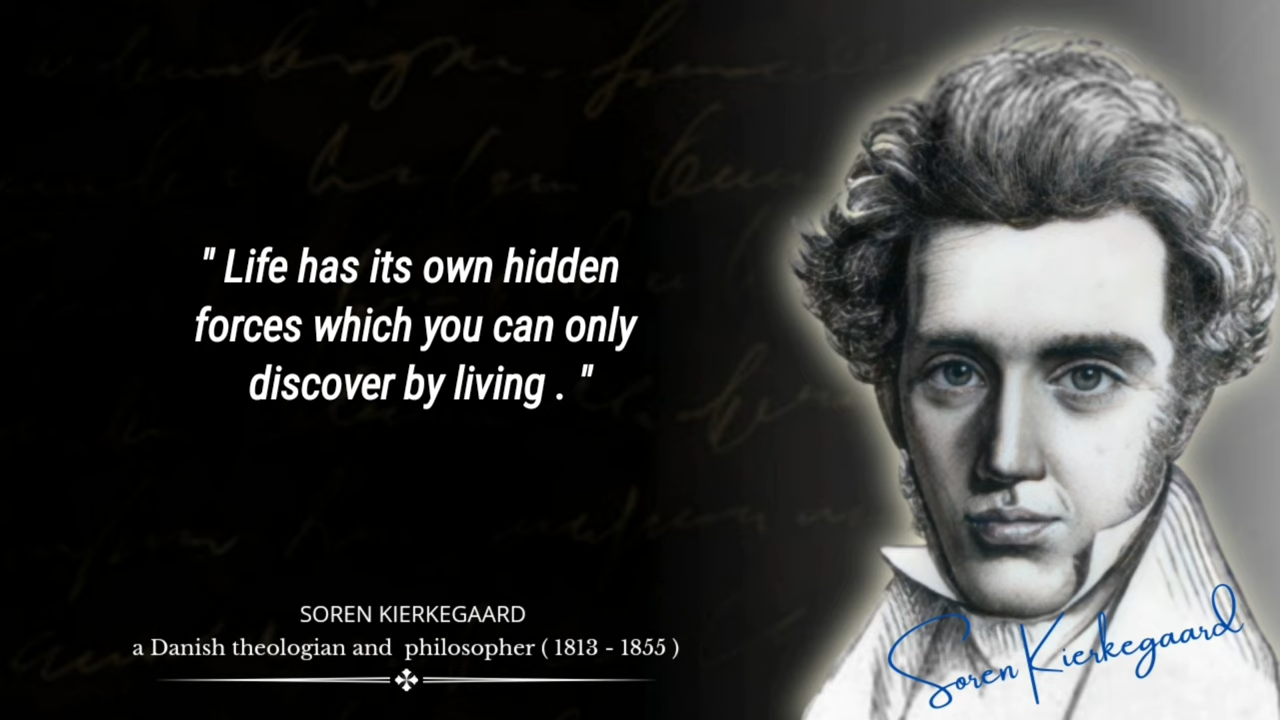 " Life has its own hidden
forces which you can only
discover by living . "
SOREN KIERKEGAARD
a Danish theologian and philosopher ( 1813 - 1855 )
Soren Kierkegaard